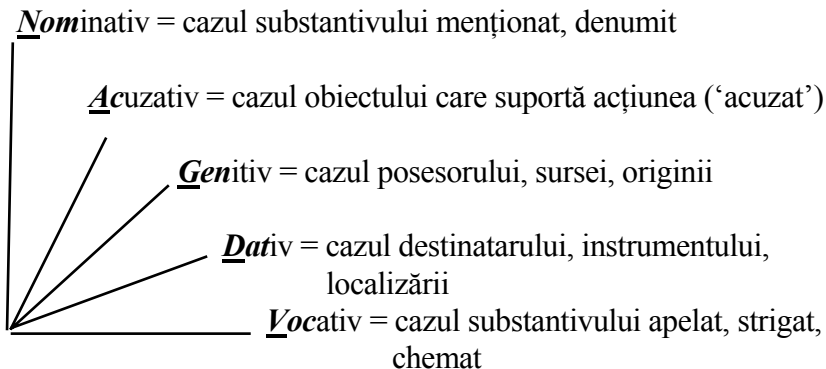 Nominativ = cazul substantivului menționat, denumit
Acuzativ = cazul obiectului care suportă acțiunea (‘acuzat’)
Genitiv = cazul posesorului, sursei, originii
Dativ = cazul destinatarului, instrumentului,
localizării
Vocativ = cazul substantivului apelat, strigat,
chemat